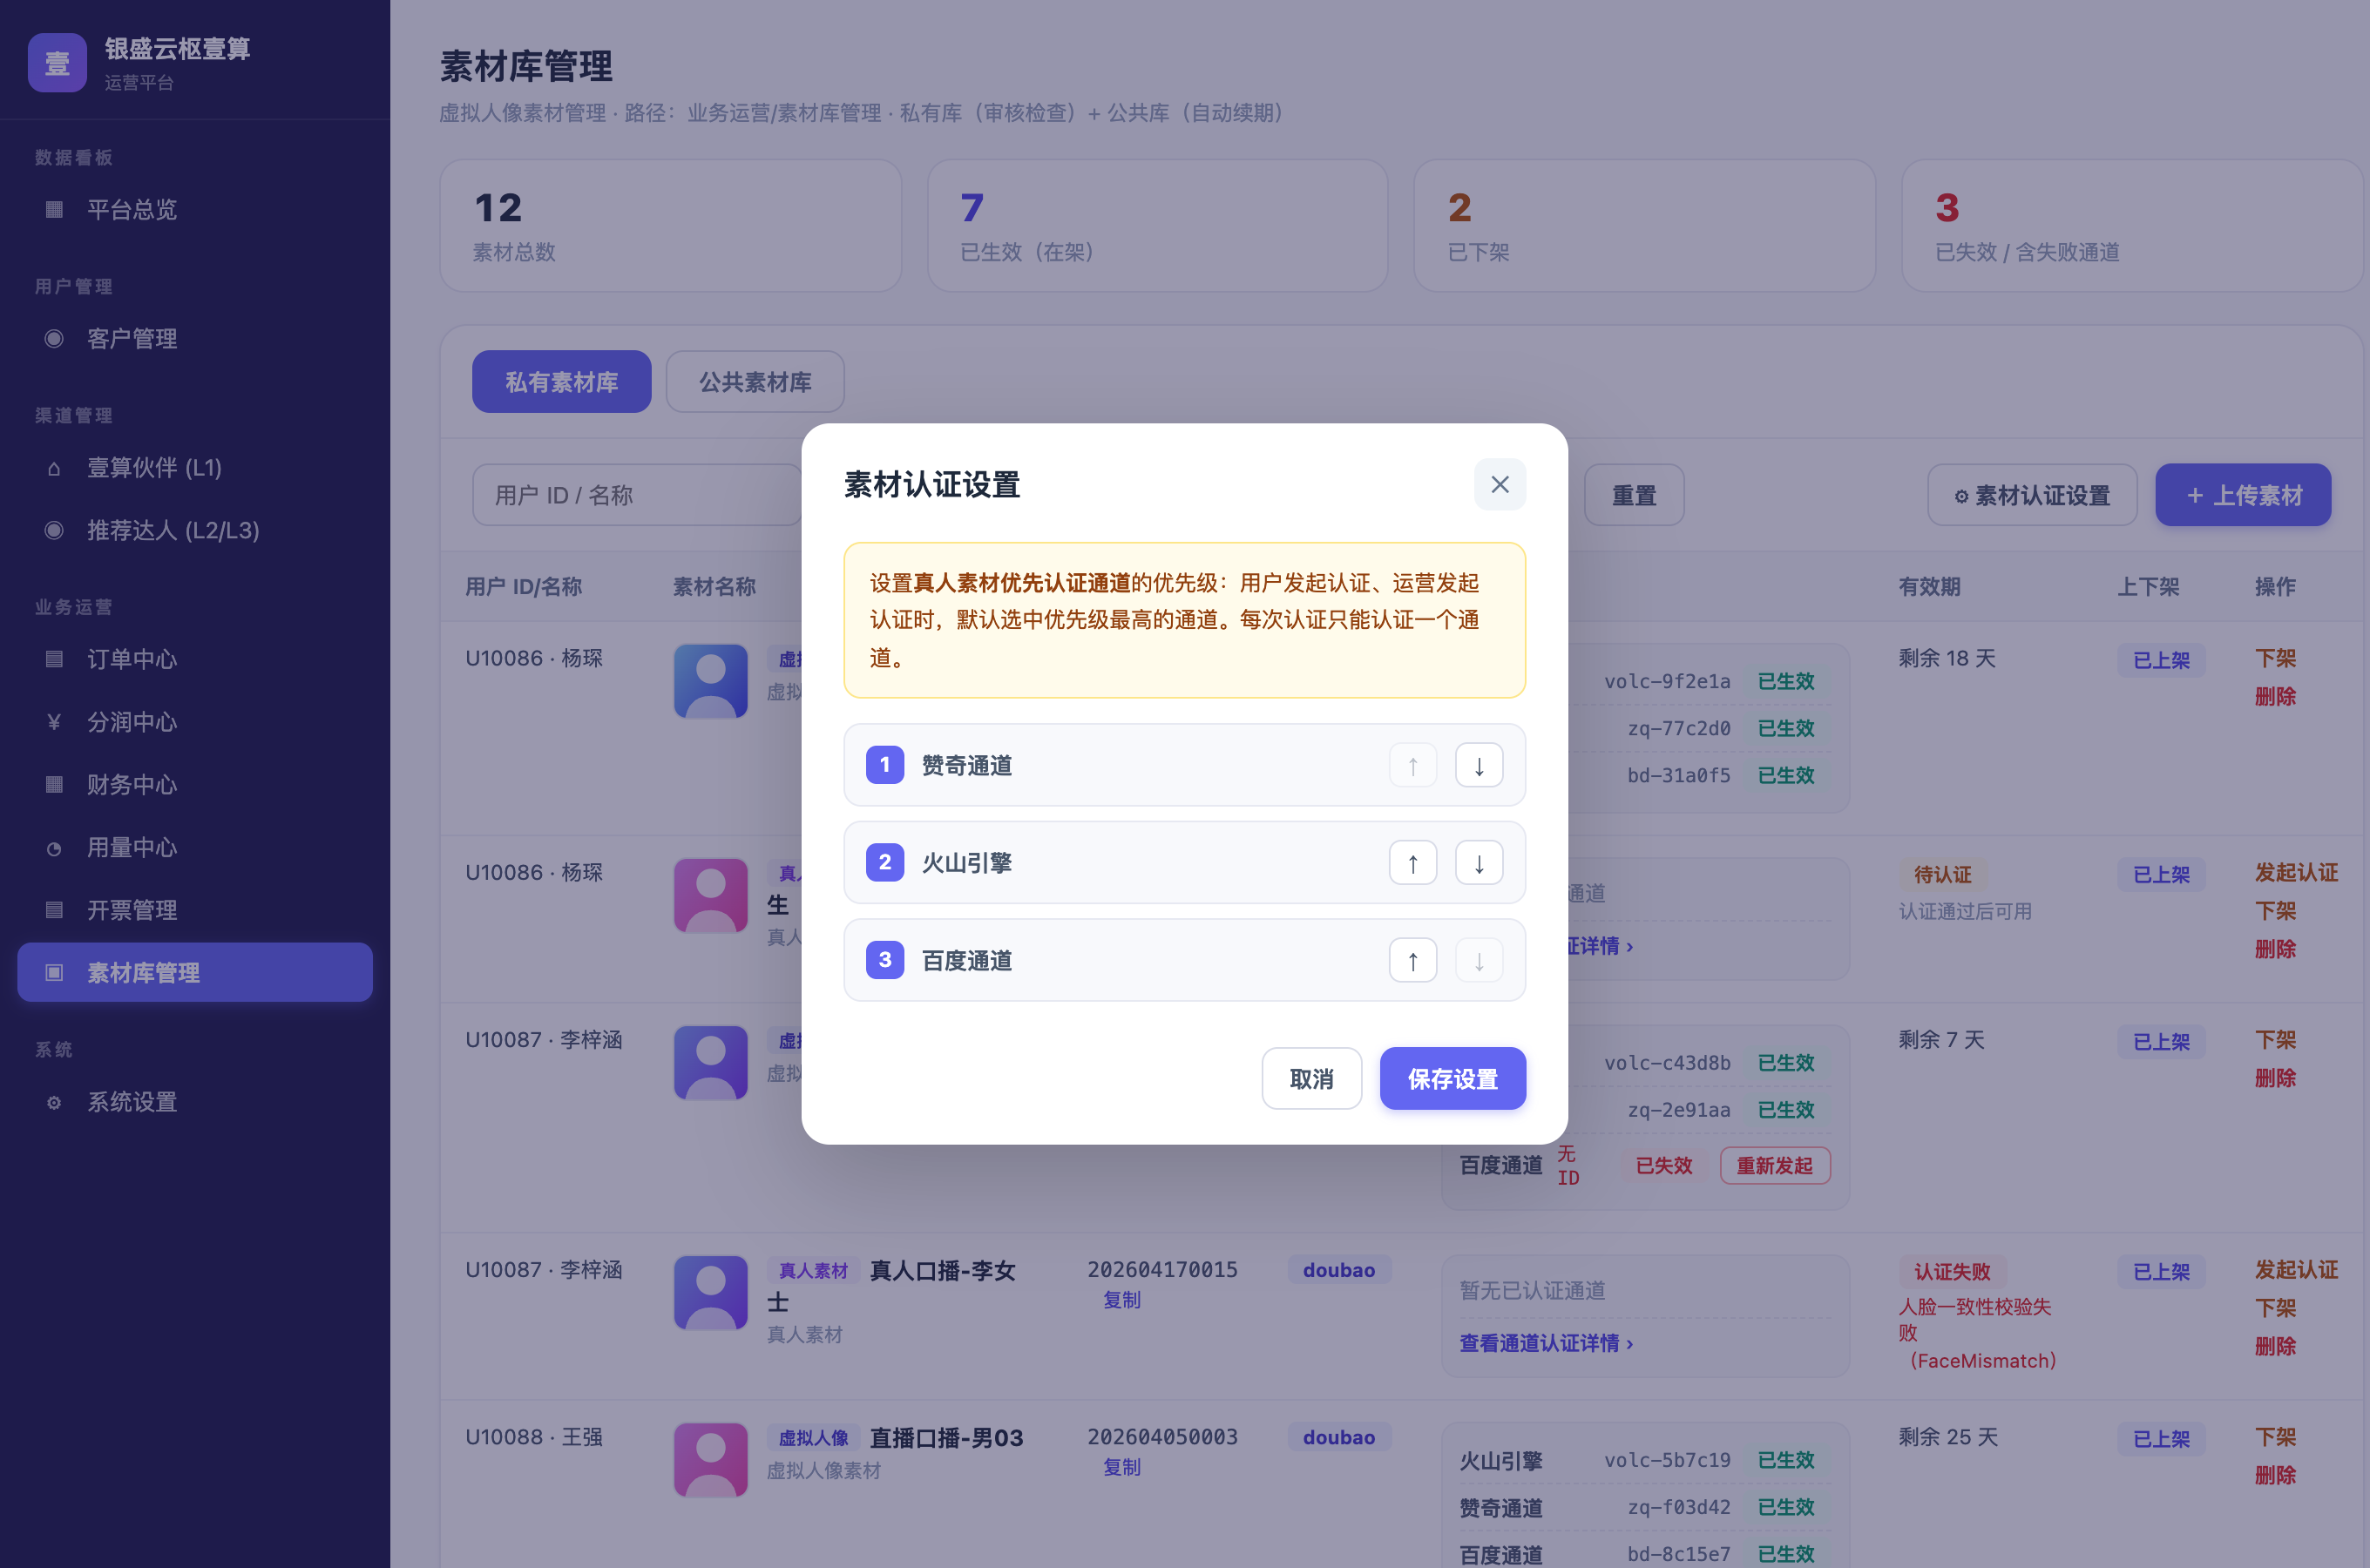 壹
银盛云枢壹算
运营平台
数据看板
平台总览
用户管理
客户管理
渠道管理
壹算伙伴 (L1)
推荐达人 (L2/L3)
业务运营
订单中心
¥ 分润中心
财务中心
用量中心
开票管理
素材库管理
系统
系统设置
素材库管理
虚拟人像素材管理 · 路径：业务运营/素材库管理 · 私有库（审核检查）+ 公共库（自动续期）
12
素材总数
7
已生效（在架）
2
已下架
3
已失效 / 含失败通道
私有素材库
公共素材库
用户 ID / 名称
重置
⚙ 素材认证设置
+ 上传素材
用户 ID/名称
素材名称
有效期
上下架
操作
素材认证设置
×
设置真人素材优先认证通道的优先级：用户发起认证、运营发起
认证时，默认选中优先级最高的通道。每次认证只能认证一个通
道。
1 赞奇通道 ↑ ↓
2 火山引擎 ↑ ↓
3 百度通道 ↑ ↓
取消
保存设置
U10086 · 杨琛
虚拟
volc-9f2e1a 已生效
zq-77c2d0 已生效
bd-31a0f5 已生效
剩余 18 天
已上架
下架
删除
U10086 · 杨琛
生
真人
通道
证详情 ›
待认证
认证通过后可用
已上架
发起认证
下架
删除
U10087 · 李梓涵
虚拟
volc-c43d8b 已生效
zq-2e91aa 已生效
百度通道 无 ID 已失效 重新发起
剩余 7 天
已上架
下架
删除
U10087 · 李梓涵
真人素材 真人口播-李女
士
真人素材
202604170015
复制
doubao
暂无已认证通道
查看通道认证详情 ›
认证失败
人脸一致性校验失
败
（FaceMismatch）
已上架
发起认证
下架
删除
U10088 · 王强
虚拟人像 直播口播-男03
虚拟人像素材
202604050003
复制
doubao
火山引擎 volc-5b7c19 已生效
赞奇通道 zq-f03d42 已生效
百度通道 bd-8c15e7 已生效
剩余 25 天
已上架
下架
删除